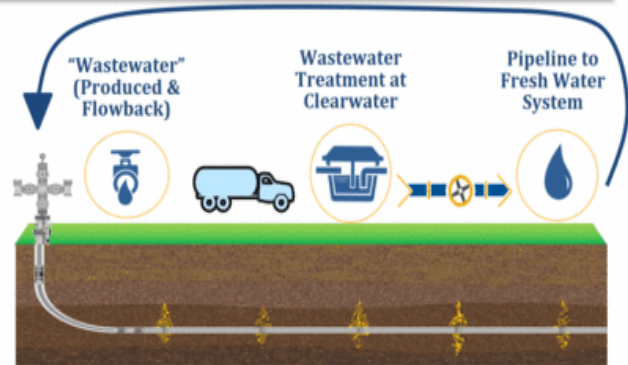 “Wastewater”
(Produced &
Flowback)
Wastewater
Treatment at
Clearwater
Pipeline to
Fresh Water
System